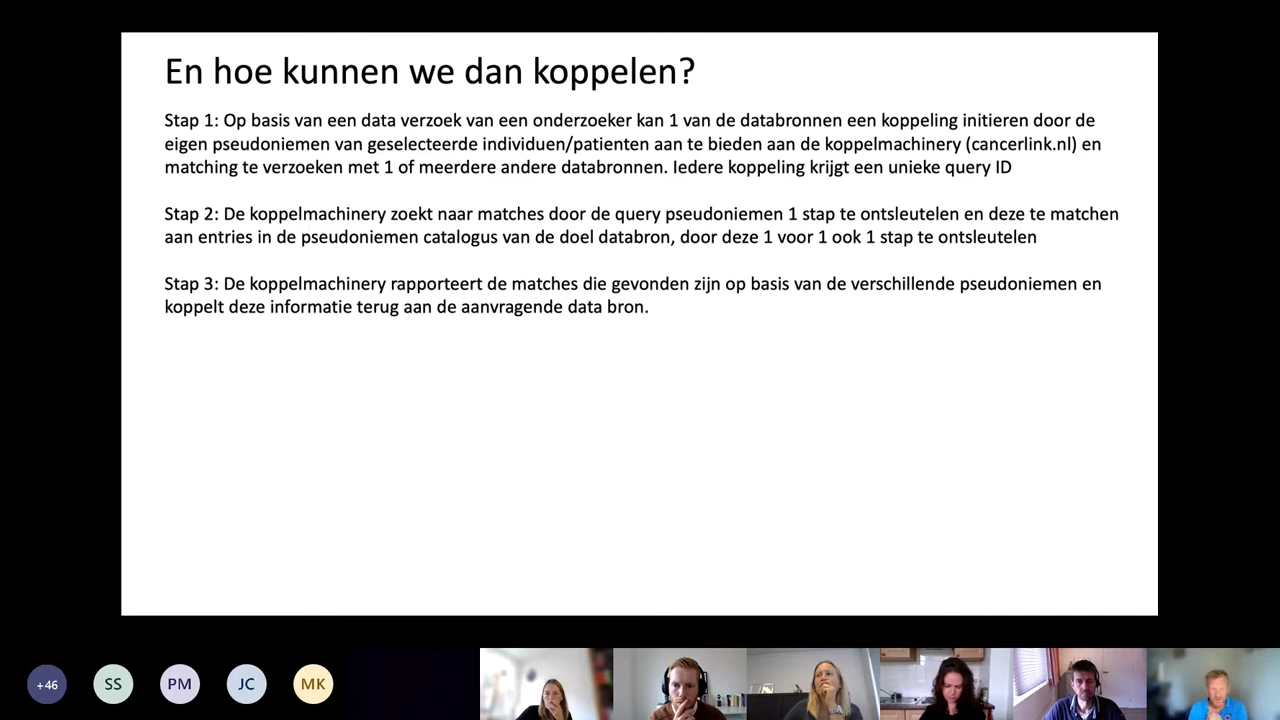 En hoe kunnen we dan koppelen?
Stap 1: Op basis van een data verzoek van een onderzoeker kan 1 van de databronnen een koppeling initieren door de
eigen pseudoniemen van geselecteerde individuen/patienten aan te bieden aan de koppelmachinery (cancerlink.nl) en
matching te verzoeken met 1 of meerdere andere databronnen. Iedere koppeling krijgt een unieke query ID
Stap 2: De koppelmachinery zoekt naar matches door de query pseudoniemen 1 stap te ontsleutelen en deze te matchen
aan entries in de pseudoniemen catalogus van de doel databron, door deze 1 voor 1 ook 1 stap te ontsleutelen
Stap 3: De koppelmachinery rapporteert de matches die gevonden zijn op basis van de verschillende pseudoniemen en
koppelt deze informatie terug aan de aanvragende data bron.
+46 SS PM JC MK